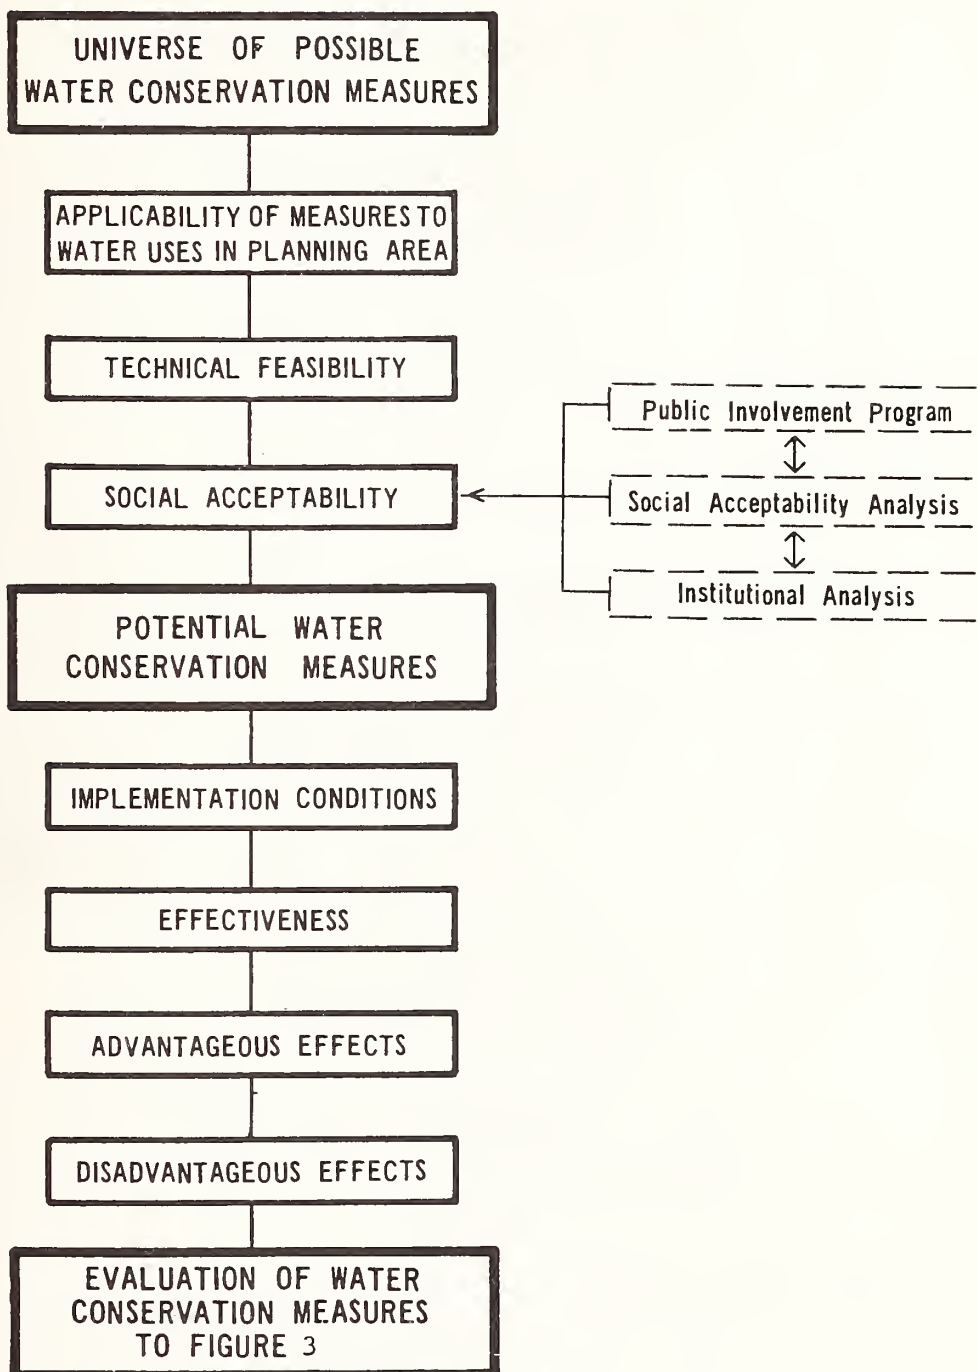 UNIVERSE OF POSSIBLE
WATER CONSERVATION MEASURES
APPLICABILITY OF MEASURES TO
WATER USES IN PLANNING AREA
TECHNICAL FEASIBILITY
SOCIAL ACCEPTABILITY
Public Involvement Program
Social Acceptability Analysis
Institutional Analysis
POTENTIAL WATER
CONSERVATION MEASURES
IMPLEMENTATION CONDITIONS
EFFECTIVENESS
ADVANTAGEOUS EFFECTS
DISADVANTAGEOUS EFFECTS
EVALUATION OF WATER
CONSERVATION MEASURES
TO FIGURE 3